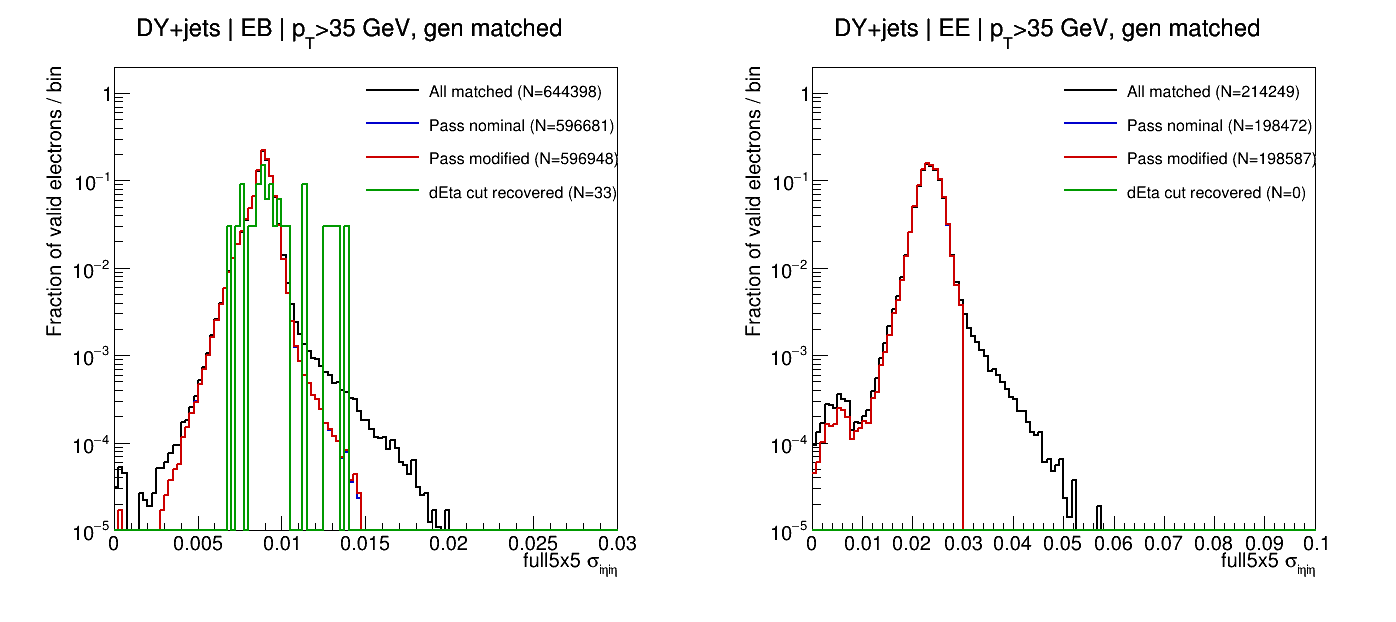 DY+jets | EB | pT>35 GeV, gen matched
Fraction of valid electrons / bin
All matched (N=644398)
Pass nominal (N=596681)
Pass modified (N=596948)
dEta cut recovered (N=33)
1
10−1
10−2
10−3
10−4
10−5
0 0.005 0.01 0.015 0.02 0.025 0.03
full5x5 σiηiη
DY+jets | EE | pT>35 GeV, gen matched
Fraction of valid electrons / bin
All matched (N=214249)
Pass nominal (N=198472)
Pass modified (N=198587)
dEta cut recovered (N=0)
1
10−1
10−2
10−3
10−4
10−5
0 0.01 0.02 0.03 0.04 0.05 0.06 0.07 0.08 0.09 0.1
full5x5 σiηiη